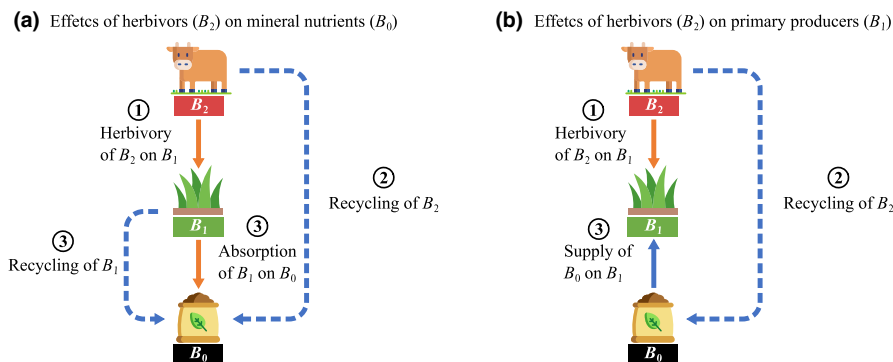 (a) Effetcs of herbivors (B₂) on mineral nutrients (B₀)
B₂
① Herbivory
of B₂ on B₁
②
Recycling of B₂
B₁
③
Recycling of B₁
③
Absorption
of B₁ on B₀
B₀
(b) Effetcs of herbivors (B₂) on primary producers (B₁)
B₂
① Herbivory
of B₂ on B₁
②
Recycling of B₂
B₁
③
Supply of
B₀ on B₁
B₀